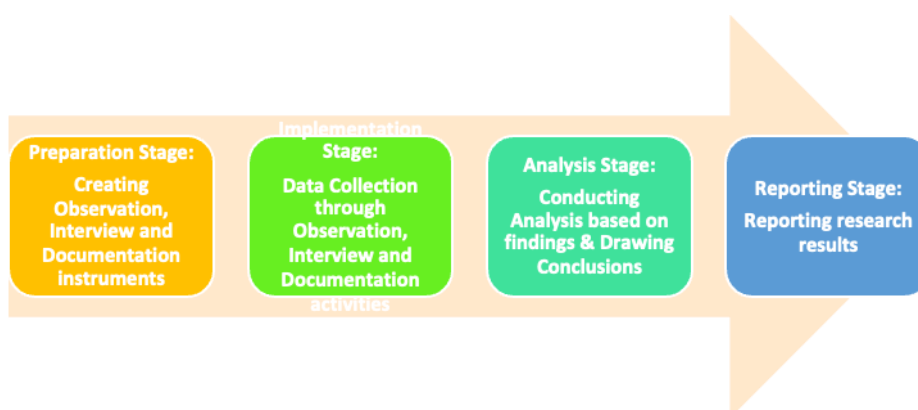 Preparation Stage:
Creating
Observation,
Interview and
Documentation
instruments
Implementation
Stage:
Data Collection
through
Observation,
Interview and
Documentation
activities
Analysis Stage:
Conducting
Analysis based on
findings & Drawing
Conclusions
Reporting Stage:
Reporting research
results